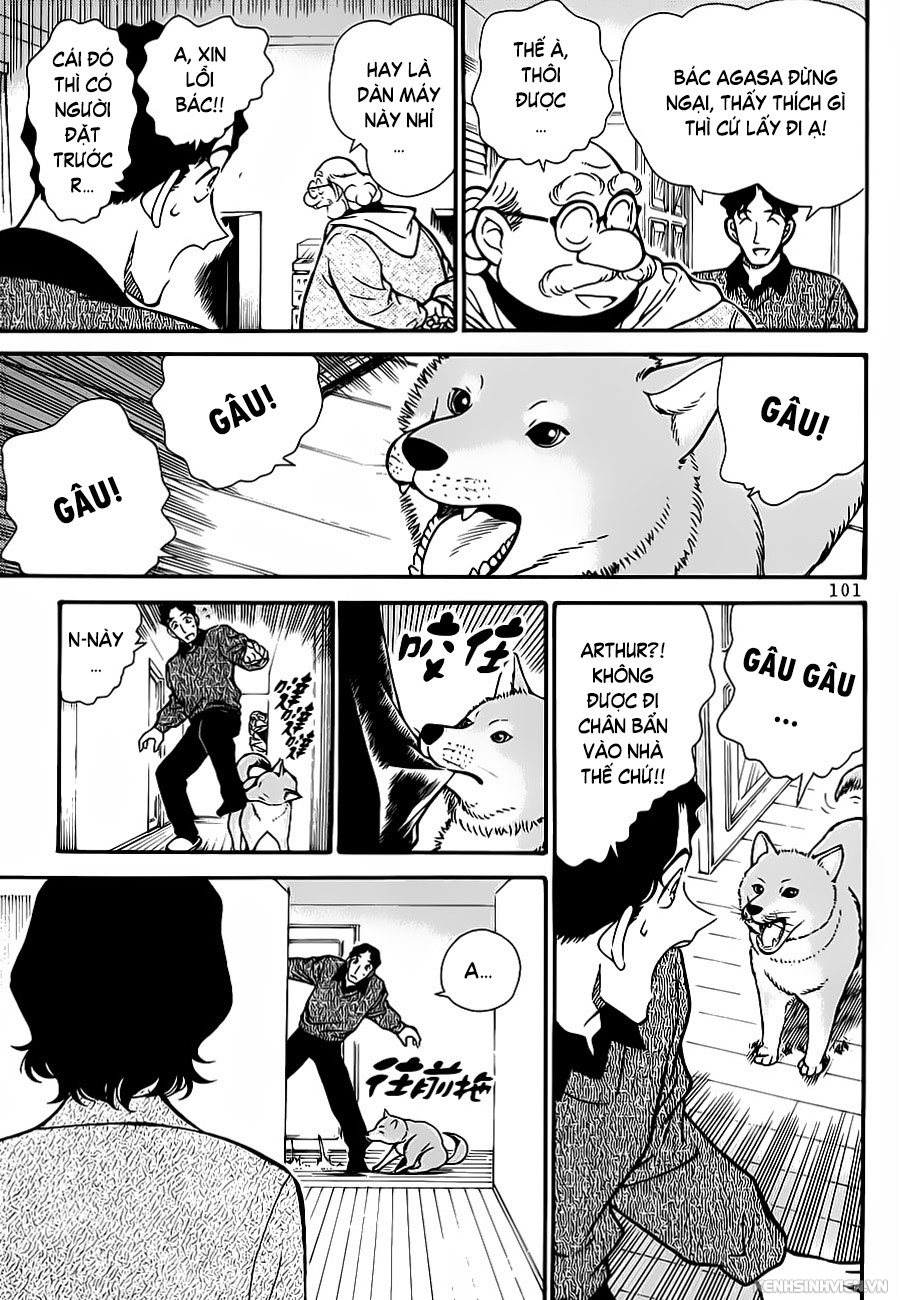 BÁC AGASA ĐỪNG
NGẠI, THẤY THÍCH GÌ
THÌ CỨ LẤY ĐI Ạ!
THẾ À,
THÔI
ĐƯỢC
...
HAY LÀ
DÀN MÁY
NÀY NHÍ
...
A, XIN
LỖI
BÁC!!
CÁI ĐÓ
THÌ CÓ
NGƯỜI
ĐẶT
TRƯỚC
R...
GÂU!
GÂU!
GÂU!
101
GÂU GÂU
...
ARTHUR?!
KHÔNG
ĐƯỢC ĐI
CHÂN BẨN
VÀO NHÀ
THẾ CHỨ!!
咬住
N-NÀY
...
A...
往前拖